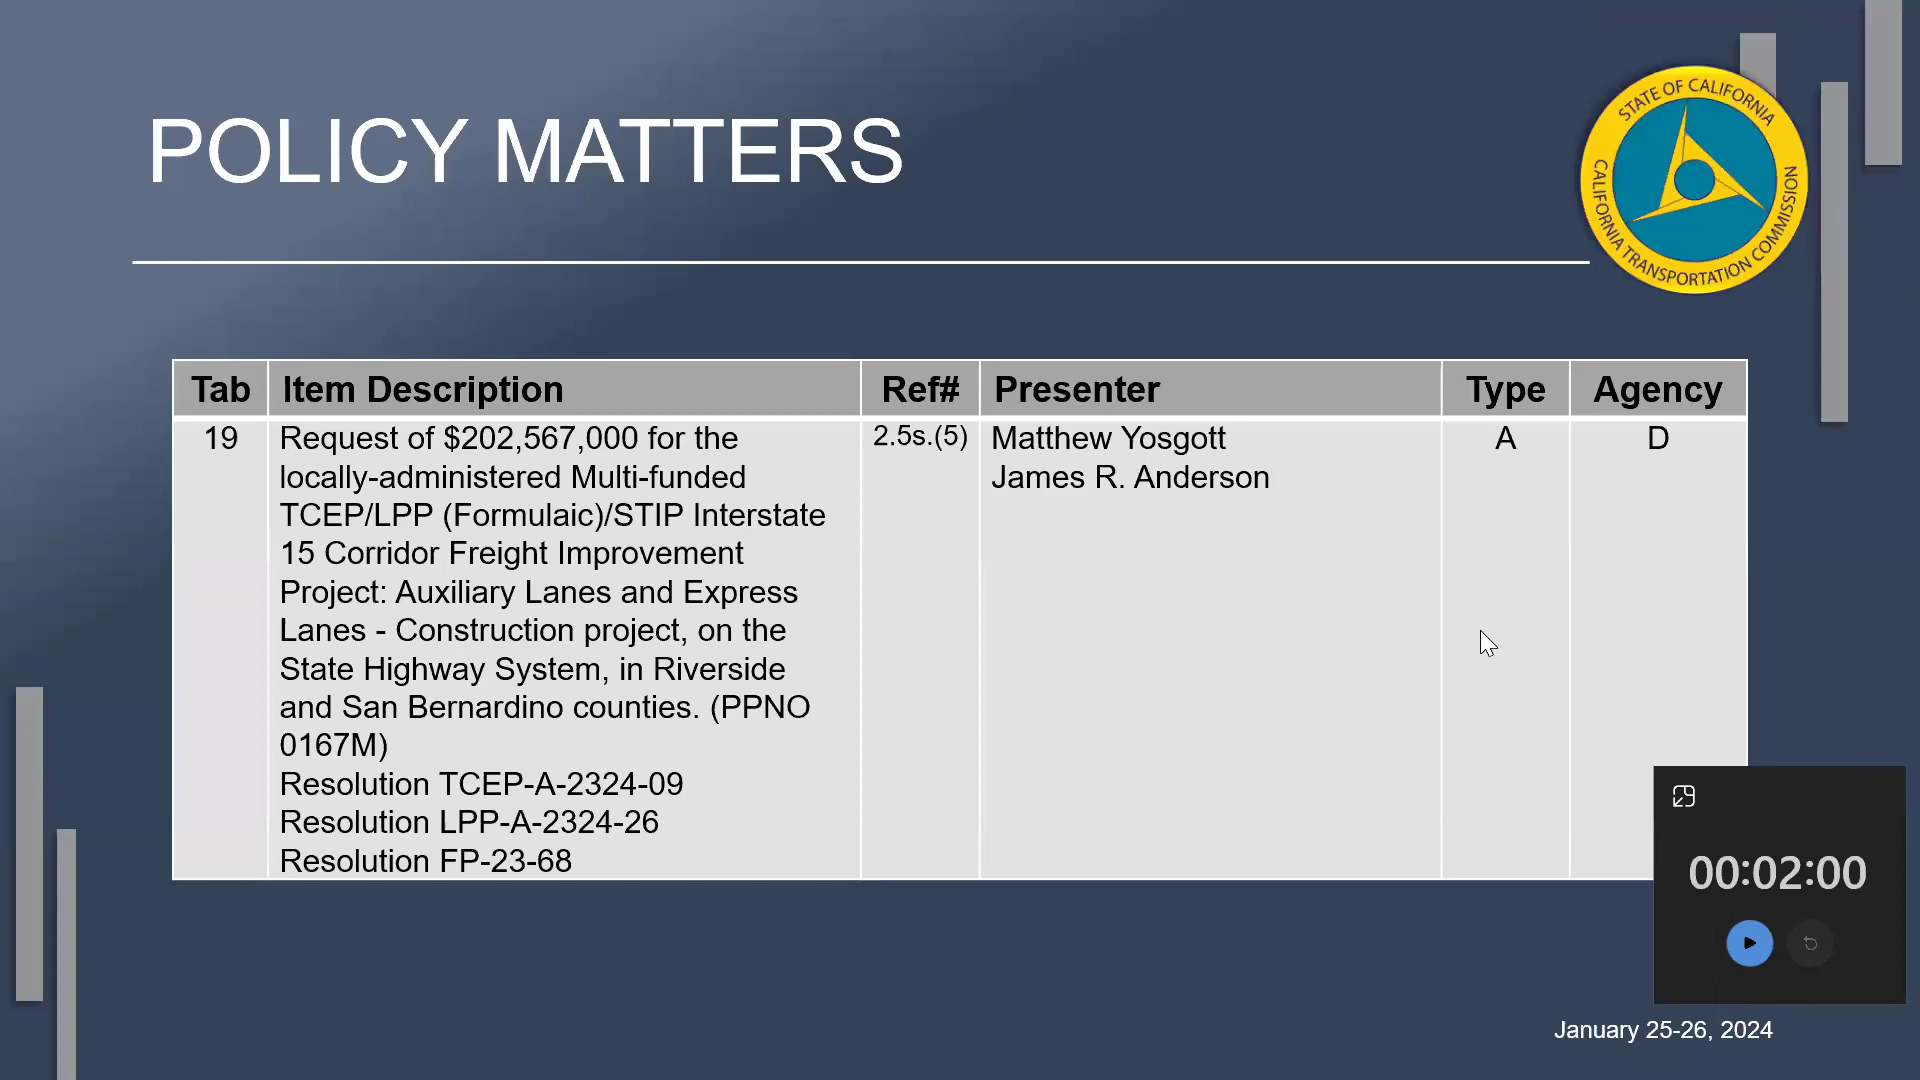 POLICY MATTERS
STATE OF CALIFORNIA
CALIFORNIA TRANSPORTATION COMMISSION
Tab Item Description Ref# Presenter Type Agency
19 Request of $202,567,000 for the 2.5s.(5) Matthew Yosgott A D
locally-administered Multi-funded James R. Anderson
TCEP/LPP (Formulaic)/STIP Interstate
15 Corridor Freight Improvement
Project: Auxiliary Lanes and Express
Lanes - Construction project, on the
State Highway System, in Riverside
and San Bernardino counties. (PPNO
0167M)
Resolution TCEP-A-2324-09
Resolution LPP-A-2324-26
Resolution FP-23-68
00:02:00
January 25-26, 2024